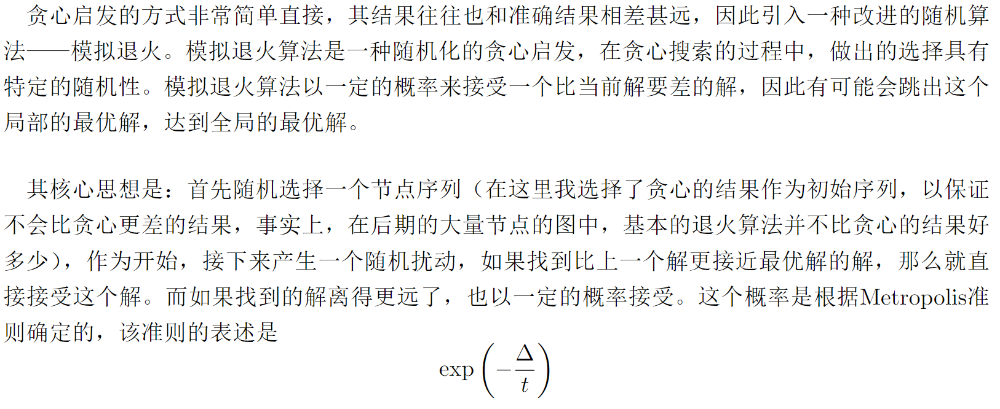 贪心启发的方式非常简单直接，其结果往往也和准确结果相差甚远，因此引入一种改进的随机算
法——模拟退火。模拟退火算法是一种随机化的贪心启发，在贪心搜索的过程中，做出的选择具有
特定的随机性。模拟退火算法以一定的概率来接受一个比当前解要差的解，因此有可能会跳出这个
局部的最优解，达到全局的最优解。
其核心思想是：首先随机选择一个节点序列（在这里我选择了贪心的结果作为初始序列，以保证
不会比贪心更差的结果，事实上，在后期的大量节点的图中，基本的退火算法并不比贪心的结果好
多少），作为开始，接下来产生一个随机扰动，如果找到比上一个解更接近最优解的解，那么就直
接接受这个解。而如果找到的解离得更远了，也以一定的概率接受。这个概率是根据Metropolis准
则确定的，该准则的表述是
exp(−Δ/t)